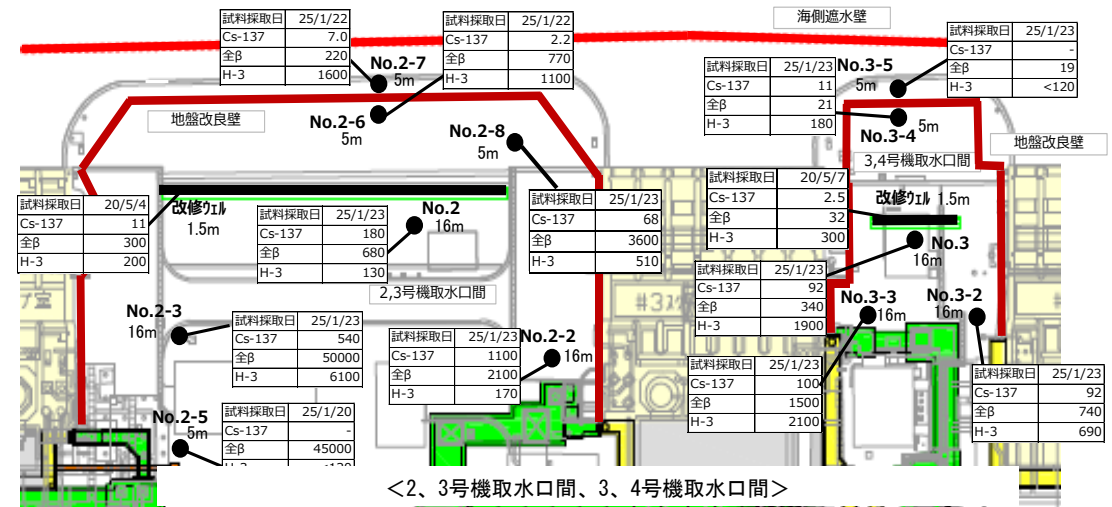 海側遮水壁
試料採取日 25/1/22
Cs-137 7.0
全β 220
H-3 1600
No.2-7
5m
試料採取日 25/1/22
Cs-137 2.2
全β 770
H-3 1100
No.2-6
5m
地盤改良壁
No.2-8
5m
試料採取日 25/1/23
Cs-137 11
全β 21
H-3 180
No.3-5
5m
試料採取日 25/1/23
Cs-137 -
全β 19
H-3 <120
No.3-4
5m
地盤改良壁
3,4号機取水口間
試料採取日 20/5/4
Cs-137 11
全β 300
H-3 200
改修ウェル
1.5m
試料採取日 25/1/23
Cs-137 180
全β 680
H-3 130
No.2
16m
試料採取日 25/1/23
Cs-137 68
全β 3600
H-3 510
試料採取日 20/5/7
Cs-137 2.5
全β 32
H-3 300
改修ウェル 1.5m
No.3
16m
2,3号機取水口間
試料採取日 25/1/23
Cs-137 92
全β 340
H-3 1900
No.2-3
16m
試料採取日 25/1/23
Cs-137 540
全β 50000
H-3 6100
試料採取日 25/1/23
Cs-137 1100
全β 2100
H-3 170
No.2-2
16m
No.3-3
16m
No.3-2
16m
試料採取日 25/1/23
Cs-137 100
全β 1500
H-3 2100
試料採取日 25/1/23
Cs-137 92
全β 740
H-3 690
No.2-5
5m
試料採取日 25/1/20
Cs-137 -
全β 45000
<2、3号機取水口間、3、4号機取水口間>